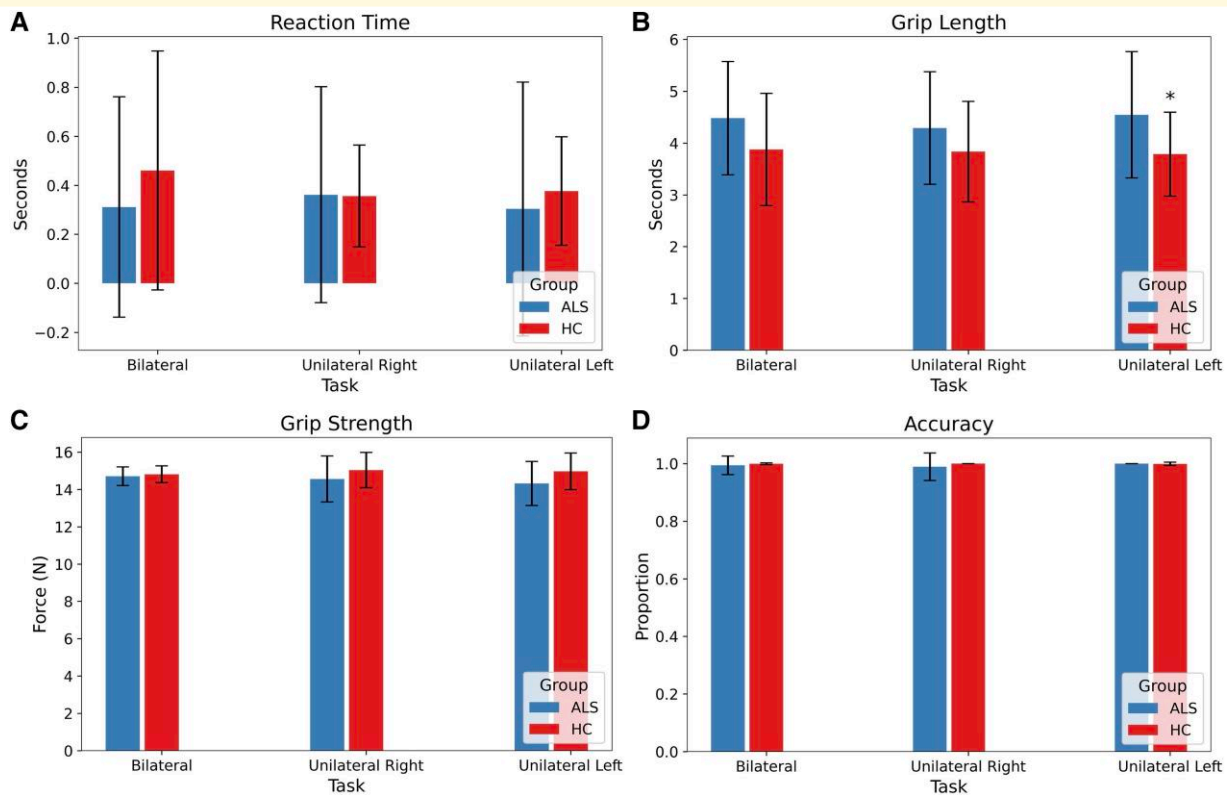 A
Reaction Time
1.0
0.8
0.6
0.4
0.2
0.0
−0.2
Seconds
Group
ALS
HC
Bilateral
Unilateral Right
Unilateral Left
Task
B
Grip Length
6
5
4
3
2
1
0
Seconds
*
Group
ALS
HC
Bilateral
Unilateral Right
Unilateral Left
Task
C
Grip Strength
16
14
12
10
8
6
4
2
0
Force (N)
Group
ALS
HC
Bilateral
Unilateral Right
Unilateral Left
Task
D
Accuracy
1.0
0.8
0.6
0.4
0.2
0.0
Proportion
Group
ALS
HC
Bilateral
Unilateral Right
Unilateral Left
Task